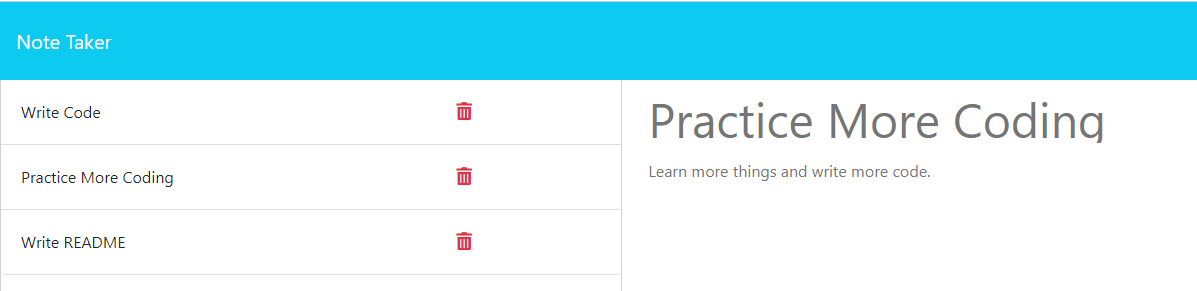 Note Taker
Write Code
Practice More Coding
Write README
Practice More Coding
Learn more things and write more code.